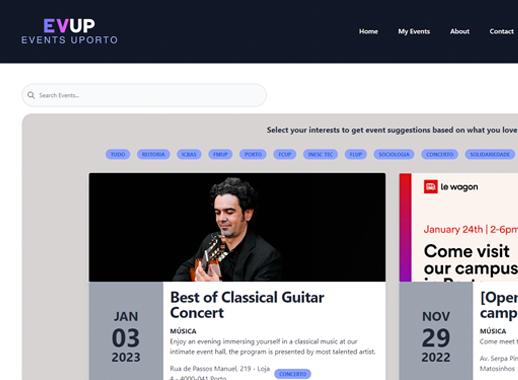 EVUP
EVENTS UPORTO
Home My Events About Contact
Search Events...
Select your interests to get event suggestions based on what you love
TUDO REITORIA ICBAS FMUP PORTO FCUP INESC TEC FLUP SOCIOLOGIA CONCERTO SOLIDARIEDADE
le wagon
January 24th | 2-6pm
Come visit
our campus
JAN
03
2023
Best of Classical Guitar
Concert
MÚSICA
Enjoy an evening immersing yourself in a classical music at our
intimate event hall, the program is presented by most talented artist.
Rua de Passos Manuel, 219 - Loja
4 - 4000-041 Porto
CONCERTO
NOV
29
2022
[Open
camp
MÚSICA
Come meet t
Av. Serpa Pin
Matosinhos